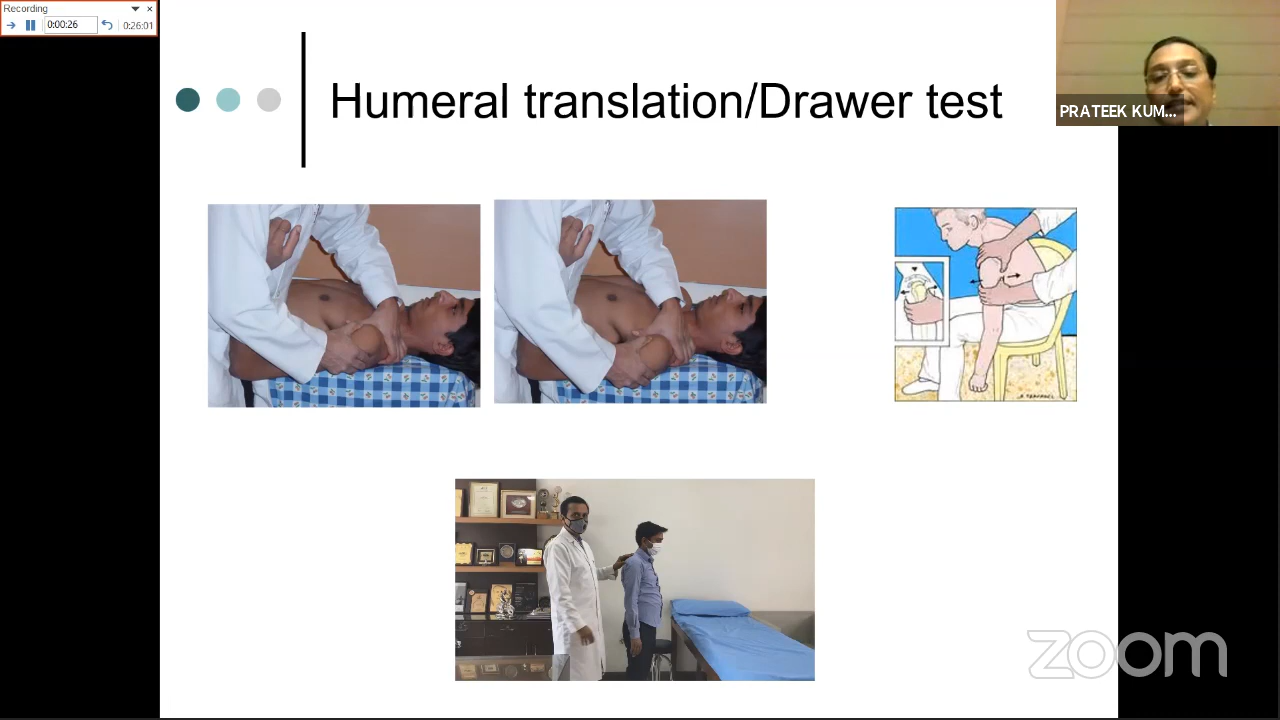 Recording
0:00:26
0:26:01
Humeral translation/Drawer test
PRATEEK KUM...
zoom